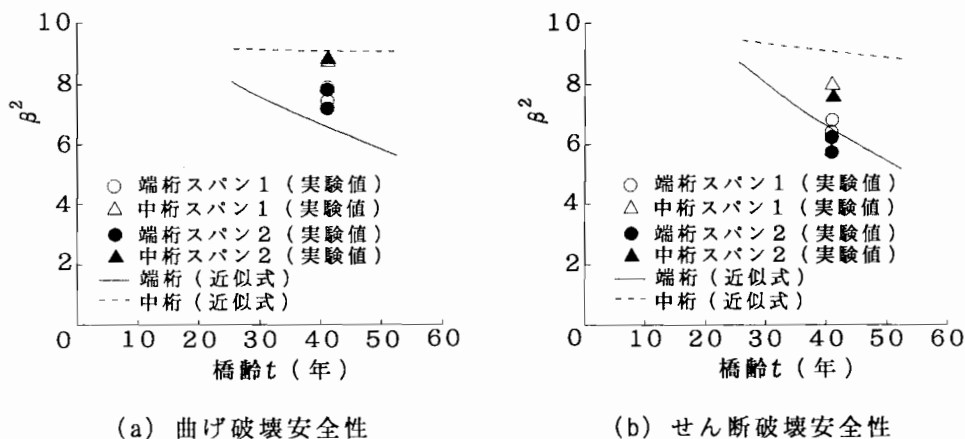 10
8
6
4
2
0
β²
○ 端桁スパン1 (実験値)
△ 中桁スパン1 (実験値)
● 端桁スパン2 (実験値)
▲ 中桁スパン2 (実験値)
端桁 (近似式)
中桁 (近似式)
10 20 30 40 50 60
橋齢t (年)
(a) 曲げ破壊安全性
10
8
6
4
2
0
β²
○ 端桁スパン1 (実験値)
△ 中桁スパン1 (実験値)
● 端桁スパン2 (実験値)
▲ 中桁スパン2 (実験値)
端桁 (近似式)
中桁 (近似式)
10 20 30 40 50 60
橋齢t (年)
(b) せん断破壊安全性